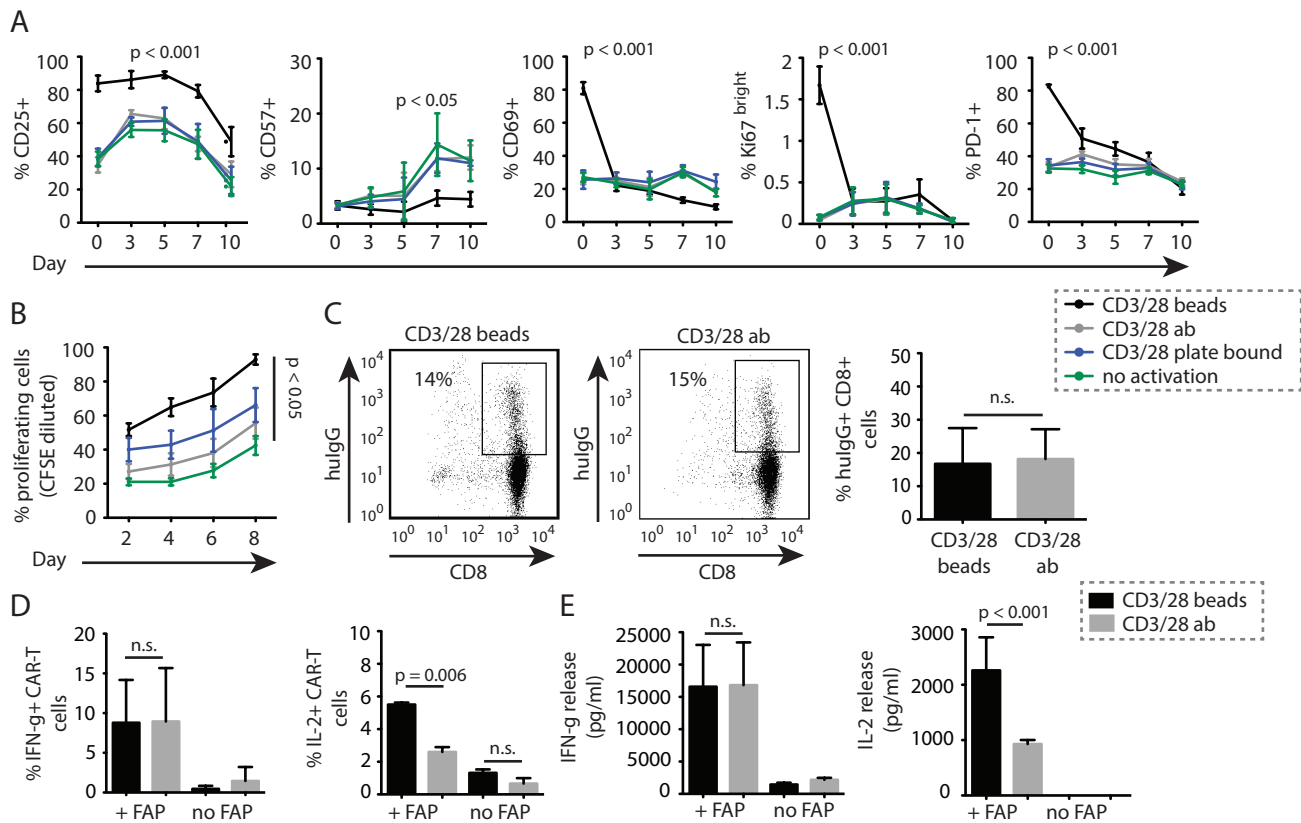 A
p < 0.001
% CD25+
100
80
60
40
20
0
0 3 5 7 10
p < 0.05
% CD57+
30
20
10
0
0 3 5 7 10
p < 0.001
% CD69+
100
80
60
40
20
0
0 3 5 7 10
p < 0.001
% Ki67 bright
2
1.5
1
0.5
0
0 3 5 7 10
p < 0.001
% PD-1+
100
80
60
40
20
0
0 3 5 7 10
Day
CD3/28 beads
CD3/28 ab
CD3/28 plate bound
no activation
B
% proliferating cells
(CFSE diluted)
100
80
60
40
20
0
2 4 6 8
p < 0.05
Day
C
CD3/28 beads
huIgG
10^4
10^3
10^2
10^1
10^0
14%
10^0 10^1 10^2 10^3 10^4
CD8
CD3/28 ab
huIgG
10^4
10^3
10^2
10^1
10^0
15%
10^0 10^1 10^2 10^3 10^4
CD8
% huIgG+ CD8+
cells
50
40
30
20
10
0
n.s.
CD3/28
beads
CD3/28
ab
CD3/28 beads
CD3/28 ab
D
% IFN-g+ CAR-T
cells
20
15
10
5
0
n.s.
+ FAP no FAP
% IL-2+ CAR-T
cells
10
8
6
4
2
0
p = 0.006
n.s.
+ FAP no FAP
E
IFN-g release
(pg/ml)
25000
20000
15000
10000
5000
0
n.s.
+ FAP no FAP
IL-2 release
(pg/ml)
3000
2000
1000
0
p < 0.001
+ FAP no FAP